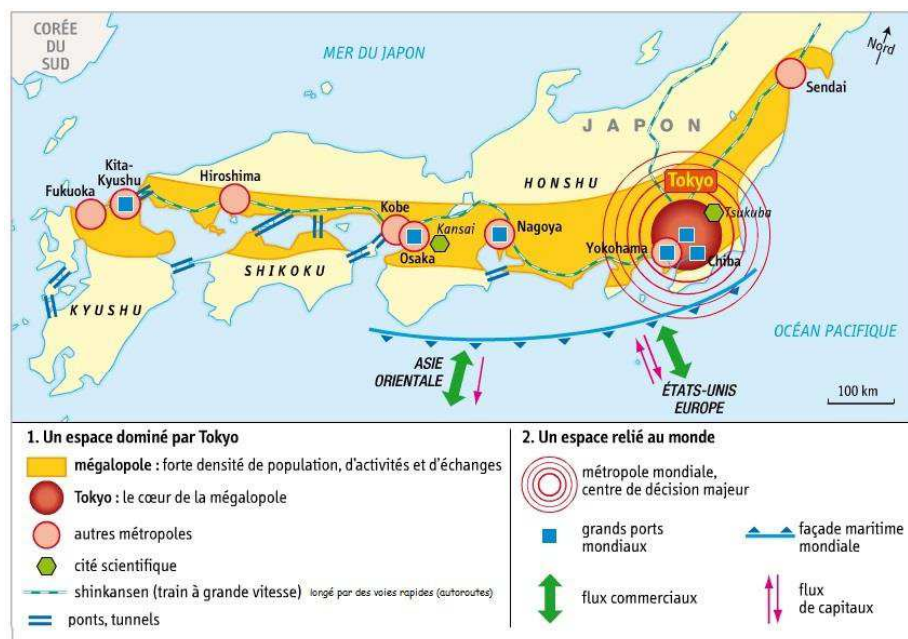 CORÉE
DU
SUD
MER DU JAPON
Nord
Sendai
JAPON
HONSHU
Tokyo
Tsukuba
Kita-
Kyushu
Fukuoka
Hiroshima
Kobe
Kansai
Osaka
Nagoya
Yokohama
Chiba
SHIKOKU
KYUSHU
OCÉAN PACIFIQUE
ASIE
ORIENTALE
ÉTATS-UNIS
EUROPE
100 km
1. Un espace dominé par Tokyo
mégalopole : forte densité de population, d'activités et d'échanges
Tokyo : le cœur de la mégalopole
autres métropoles
cité scientifique
shinkansen (train à grande vitesse) longé par des voies rapides (autoroutes)
ponts, tunnels
2. Un espace relié au monde
métropole mondiale,
centre de décision majeur
grands ports
mondiaux
façade maritime
mondiale
flux commerciaux
flux
de capitaux